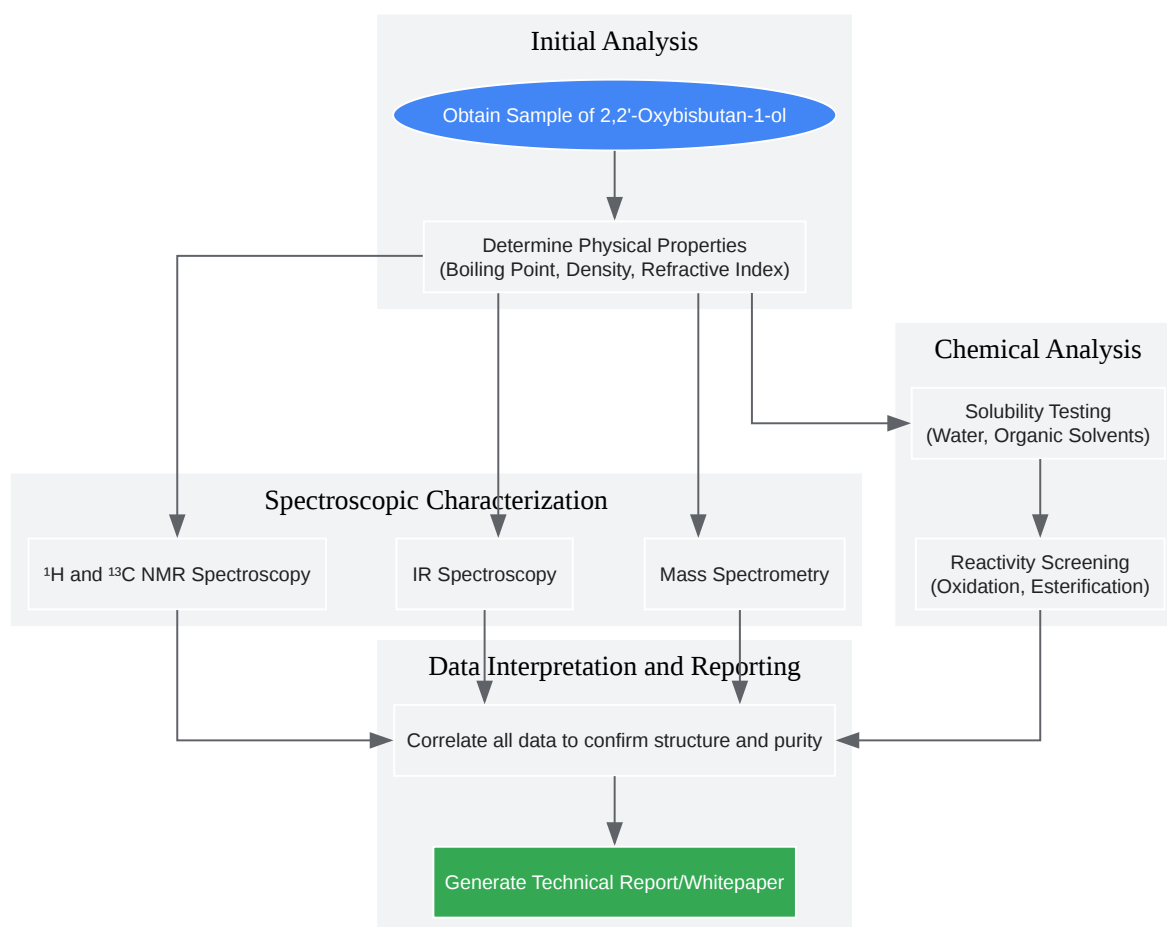 Initial Analysis
Obtain Sample of 2,2'-Oxybisbutan-1-ol
Determine Physical Properties
(Boiling Point, Density, Refractive Index)
Chemical Analysis
Solubility Testing
(Water, Organic Solvents)
Reactivity Screening
(Oxidation, Esterification)
Spectroscopic Characterization
¹H and ¹³C NMR Spectroscopy
IR Spectroscopy
Mass Spectrometry
Data Interpretation and Reporting
Correlate all data to confirm structure and purity
Generate Technical Report/Whitepaper